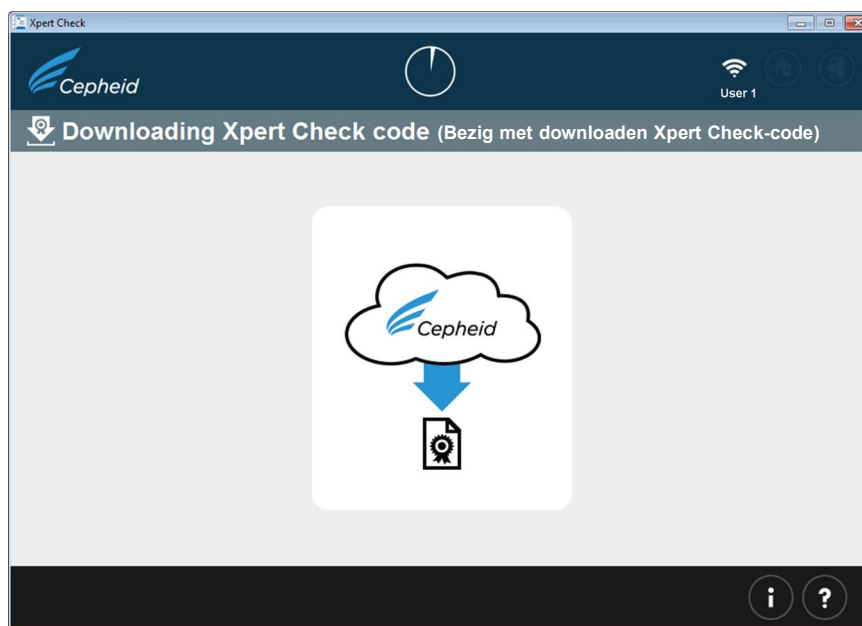 Xpert Check
Cepheid
User 1
Downloading Xpert Check code (Bezig met downloaden Xpert Check-code)
Cepheid
i ?